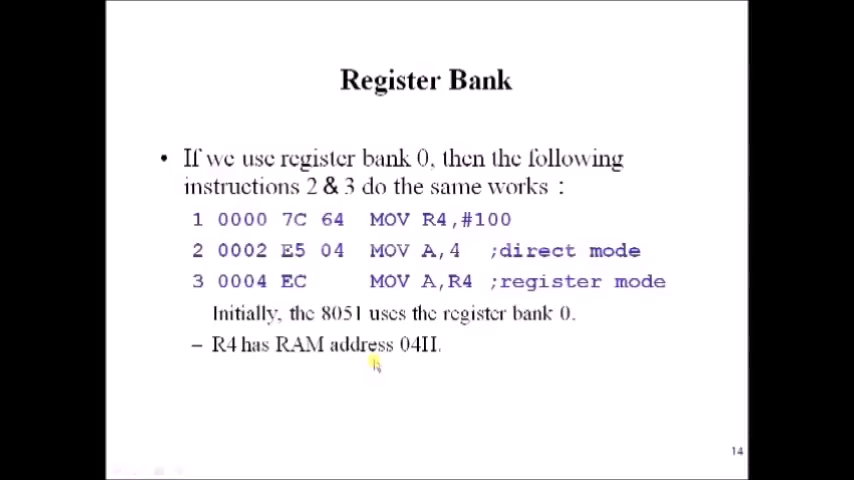 Register Bank
• If we use register bank 0, then the following
instructions 2 & 3 do the same works :
1 0000 7C 64 MOV R4,#100
2 0002 E5 04 MOV A,4 ;direct mode
3 0004 EC MOV A,R4 ;register mode
Initially, the 8051 uses the register bank 0.
– R4 has RAM address 04H.
14